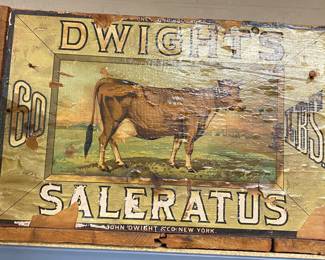 DWIGHT'S
60 LBS
SALERATUS
JOHN DWIGHT & CO. NEW YORK.